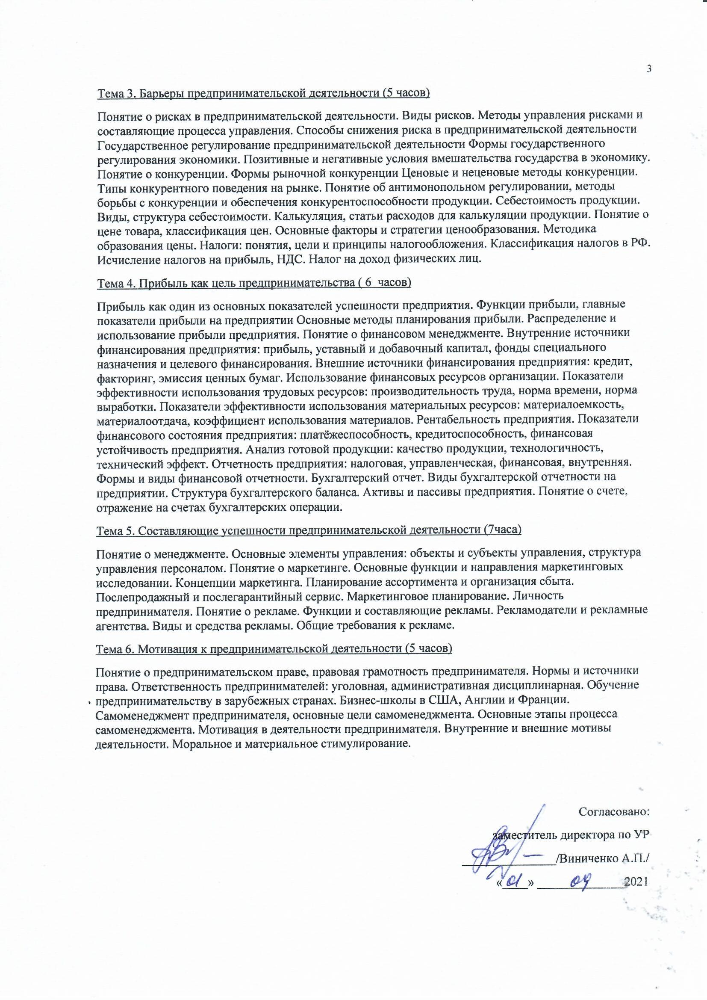 3
Тема 3. Барьеры предпринимательской деятельности (5 часов)
Понятие о рисках в предпринимательской деятельности. Виды рисков. Методы управления рисками и
составляющие процесса управления. Способы снижения риска в предпринимательской деятельности
Государственное регулирование предпринимательской деятельности Формы государственного
регулирования экономики. Позитивные и негативные условия вмешательства государства в экономику.
Понятие о конкуренции. Формы рыночной конкуренции Ценовые и неценовые методы конкуренции.
Типы конкурентного поведения на рынке. Понятие об антимонопольном регулировании, методы
борьбы с конкуренции и обеспечения конкурентоспособности продукции. Себестоимость продукции.
Виды, структура себестоимости. Калькуляция, статьи расходов для калькуляции продукции. Понятие о
цене товара, классификация цен. Основные факторы и стратегии ценообразования. Методика
образования цены. Налоги: понятия, цели и принципы налогообложения. Классификация налогов в РФ.
Исчисление налогов на прибыль, НДС. Налог на доход физических лиц.
Тема 4. Прибыль как цель предпринимательства ( 6  часов)
Прибыль как один из основных показателей успешности предприятия. Функции прибыли, главные
показатели прибыли на предприятии Основные методы планирования прибыли. Распределение и
использование прибыли предприятия. Понятие о финансовом менеджменте. Внутренние источники
финансирования предприятия: прибыль, уставный и добавочный капитал, фонды специального
назначения и целевого финансирования. Внешние источники финансирования предприятия: кредит,
факторинг, эмиссия ценных бумаг. Использование финансовых ресурсов организации. Показатели
эффективности использования трудовых ресурсов: производительность труда, норма времени, норма
выработки. Показатели эффективности использования материальных ресурсов: материалоемкость,
материалоотдача, коэффициент использования материалов. Рентабельность предприятия. Показатели
финансового состояния предприятия: платёжеспособность, кредитоспособность, финансовая
устойчивость предприятия. Анализ готовой продукции: качество продукции, технологичность,
технический эффект. Отчетность предприятия: налоговая, управленческая, финансовая, внутренняя.
Формы и виды финансовой отчетности. Бухгалтерский отчет. Виды бухгалтерской отчетности на
предприятии. Структура бухгалтерского баланса. Активы и пассивы предприятия. Понятие о счете,
отражение на счетах бухгалтерских операции.
Тема 5. Составляющие успешности предпринимательской деятельности (7часа)
Понятие о менеджменте. Основные элементы управления: объекты и субъекты управления, структура
управления персоналом. Понятие о маркетинге. Основные функции и направления маркетинговых
исследовании. Концепции маркетинга. Планирование ассортимента и организация сбыта.
Послепродажный и послегарантийный сервис. Маркетинговое планирование. Личность
предпринимателя. Понятие о рекламе. Функции и составляющие рекламы. Рекламодатели и рекламные
агентства. Виды и средства рекламы. Общие требования к рекламе.
Тема 6. Мотивация к предпринимательской деятельности (5 часов)
Понятие о предпринимательском праве, правовая грамотность предпринимателя. Нормы и источники
права. Ответственность предпринимателей: уголовная, административная дисциплинарная. Обучение
предпринимательству в зарубежных странах. Бизнес-школы в США, Англии и Франции.
Самоменеджмент предпринимателя, основные цели самоменеджмента. Основные этапы процесса
самоменеджмента. Мотивация в деятельности предпринимателя. Внутренние и внешние мотивы
деятельности. Моральное и материальное стимулирование.
Согласовано:
заместитель директора по УР
/Виниченко А.П./
«01» 09 2021